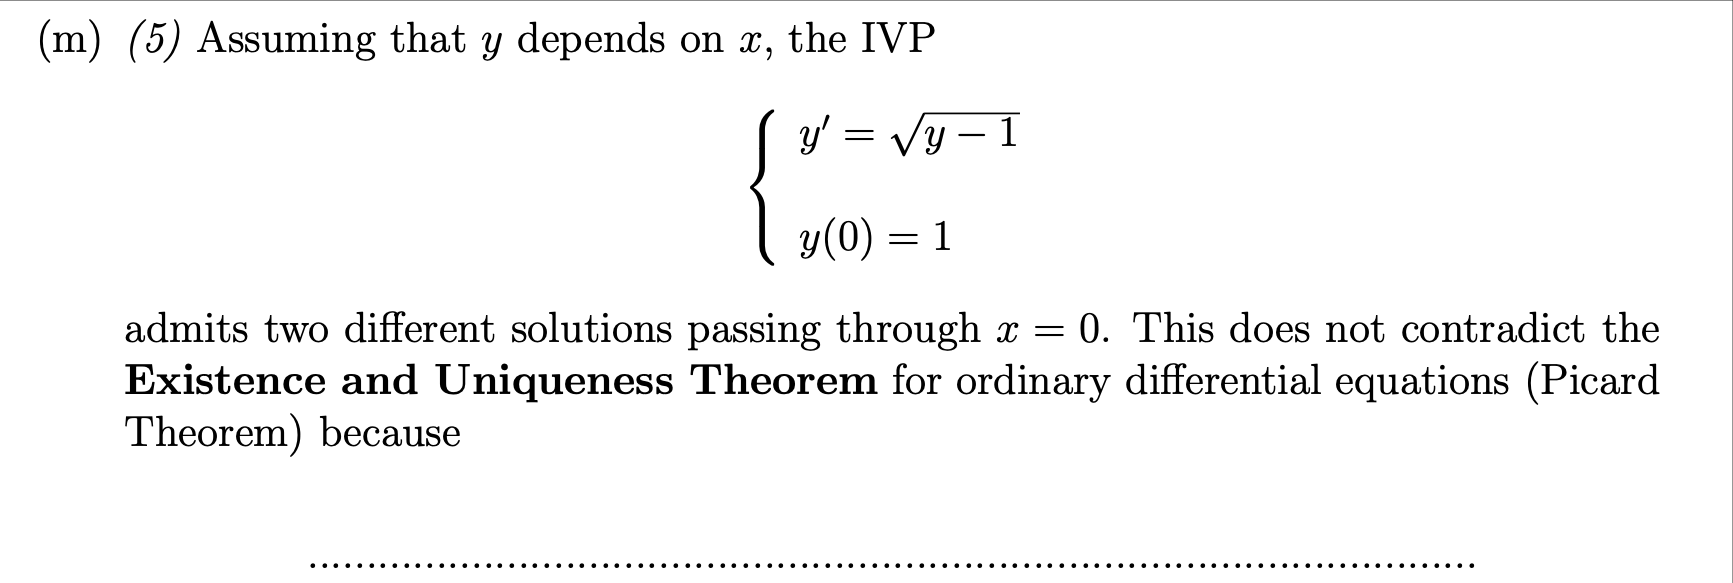 (m) (5) Assuming that y depends on x, the IVP
y′ = √(y − 1)
y(0) = 1
admits two different solutions passing through x = 0. This does not contradict the
Existence and Uniqueness Theorem for ordinary differential equations (Picard
Theorem) because